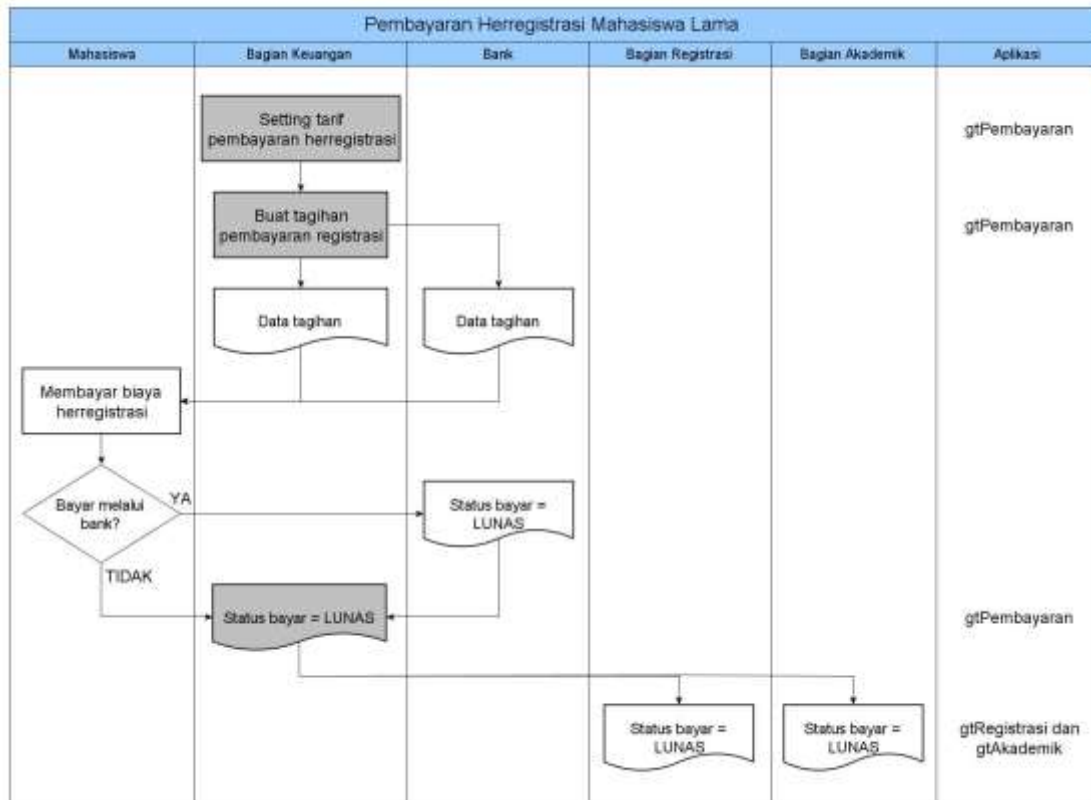 Pembayaran Herregistrasi Mahasiswa Lama
Mahasiswa
Bagian Keuangan
Bank
Bagian Registrasi
Bagian Akademik
Aplikasi
Setting tarif
pembayaran herregistrasi
gtPembayaran
Buat tagihan
pembayaran registrasi
gtPembayaran
Data tagihan
Data tagihan
Membayar biaya
herregistrasi
Bayar melalui
bank?
YA
TIDAK
Status bayar =
LUNAS
Status bayar = LUNAS
gtPembayaran
Status bayar =
LUNAS
Status bayar =
LUNAS
gtRegistrasi dan
gtAkademik